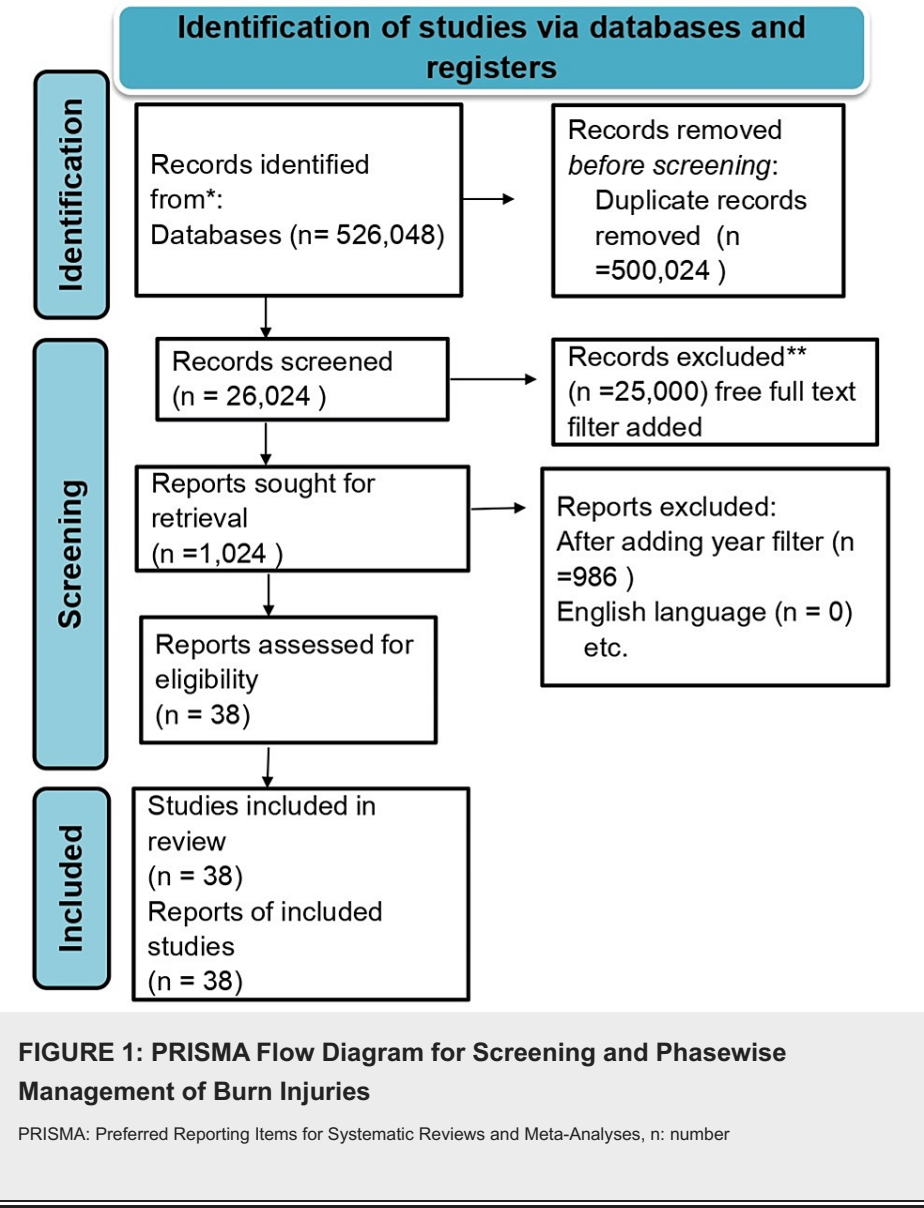 Identification of studies via databases and
registers
Identification
Records identified
from*:
Databases (n= 526,048)
Records removed
before screening:
Duplicate records
removed  (n
=500,024 )
Screening
Records screened
(n = 26,024 )
Records excluded**
(n =25,000) free full text
filter added
Reports sought for
retrieval
(n =1,024 )
Reports excluded:
After adding year filter (n
=986 )
English language (n = 0)
etc.
Reports assessed for
eligibility
(n = 38)
Included
Studies included in
review
(n = 38)
Reports of included
studies
(n = 38)
FIGURE 1: PRISMA Flow Diagram for Screening and Phasewise
Management of Burn Injuries
PRISMA: Preferred Reporting Items for Systematic Reviews and Meta-Analyses, n: number